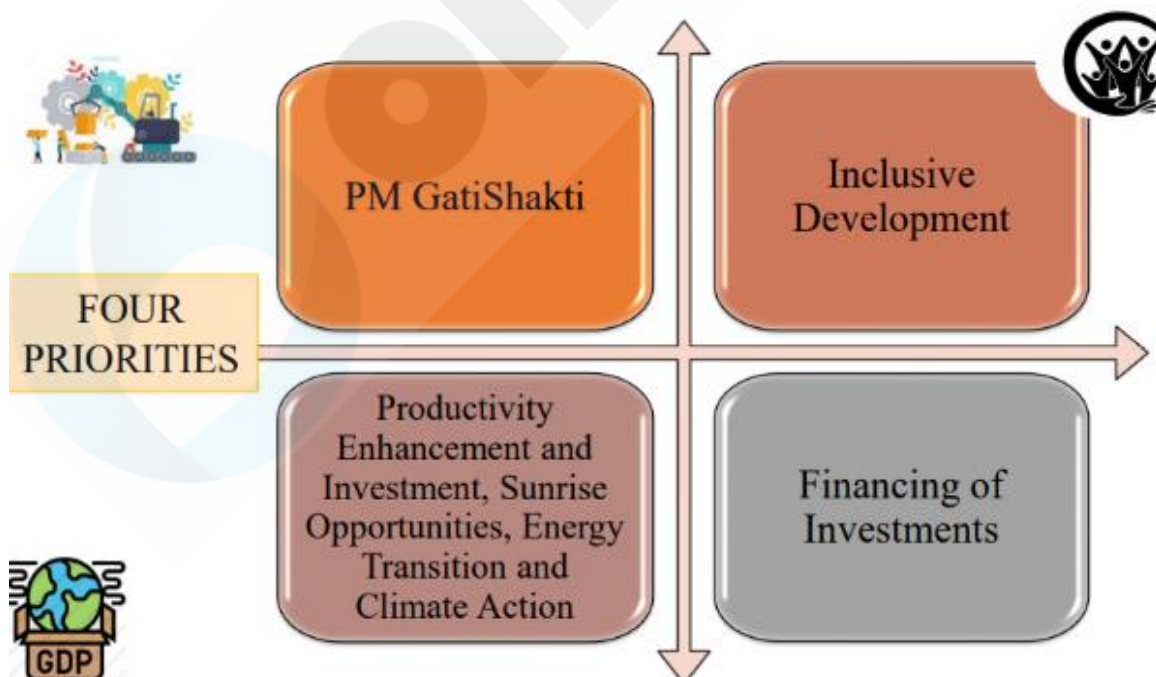 PM GatiShakti
Inclusive
Development
FOUR
PRIORITIES
Productivity
Enhancement and
Investment, Sunrise
Opportunities, Energy
Transition and
Climate Action
Financing of
Investments
GDP